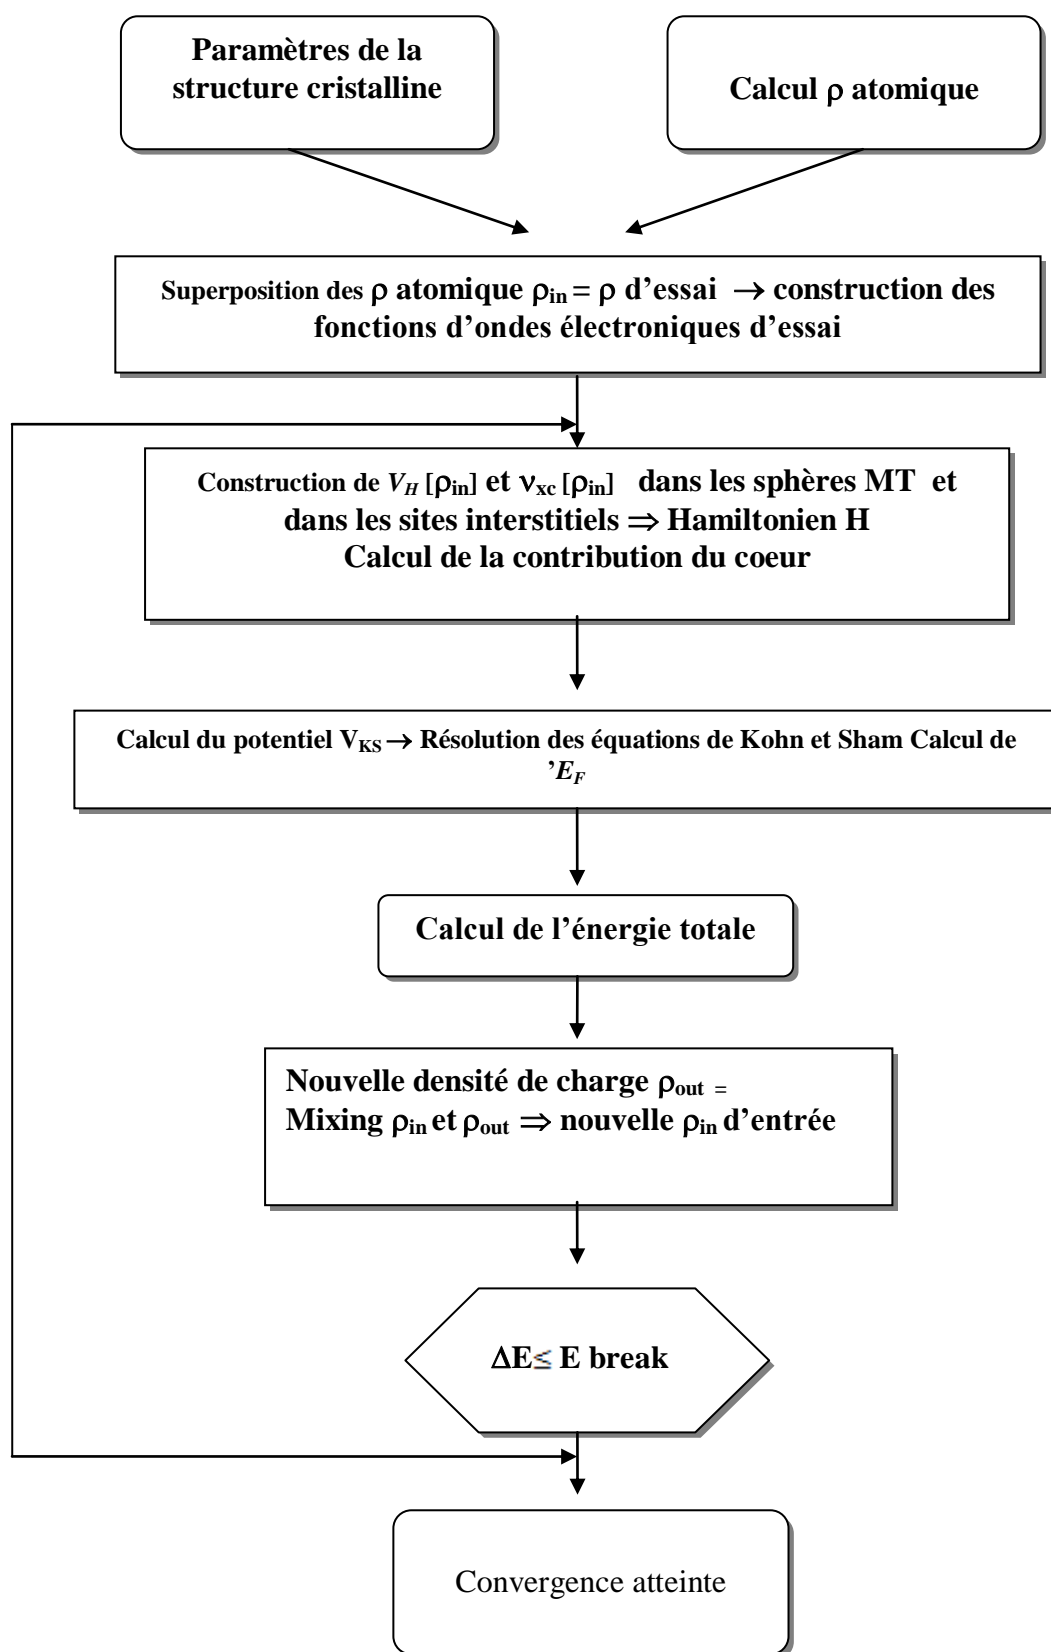 Paramètres de la
structure cristalline
Calcul ρ atomique
Superposition des ρ atomique ρin = ρ d’essai → construction des
fonctions d’ondes électroniques d’essai
Construction de VH [ρin] et νxc [ρin] dans les sphères MT et
dans les sites interstitiels ⇒ Hamiltonien H
Calcul de la contribution du coeur
Calcul du potentiel VKS → Résolution des équations de Kohn et Sham Calcul de
’EF
Calcul de l’énergie totale
Nouvelle densité de charge ρout =
Mixing ρin et ρout ⇒ nouvelle ρin d’entrée
ΔE≤ E break
Convergence atteinte